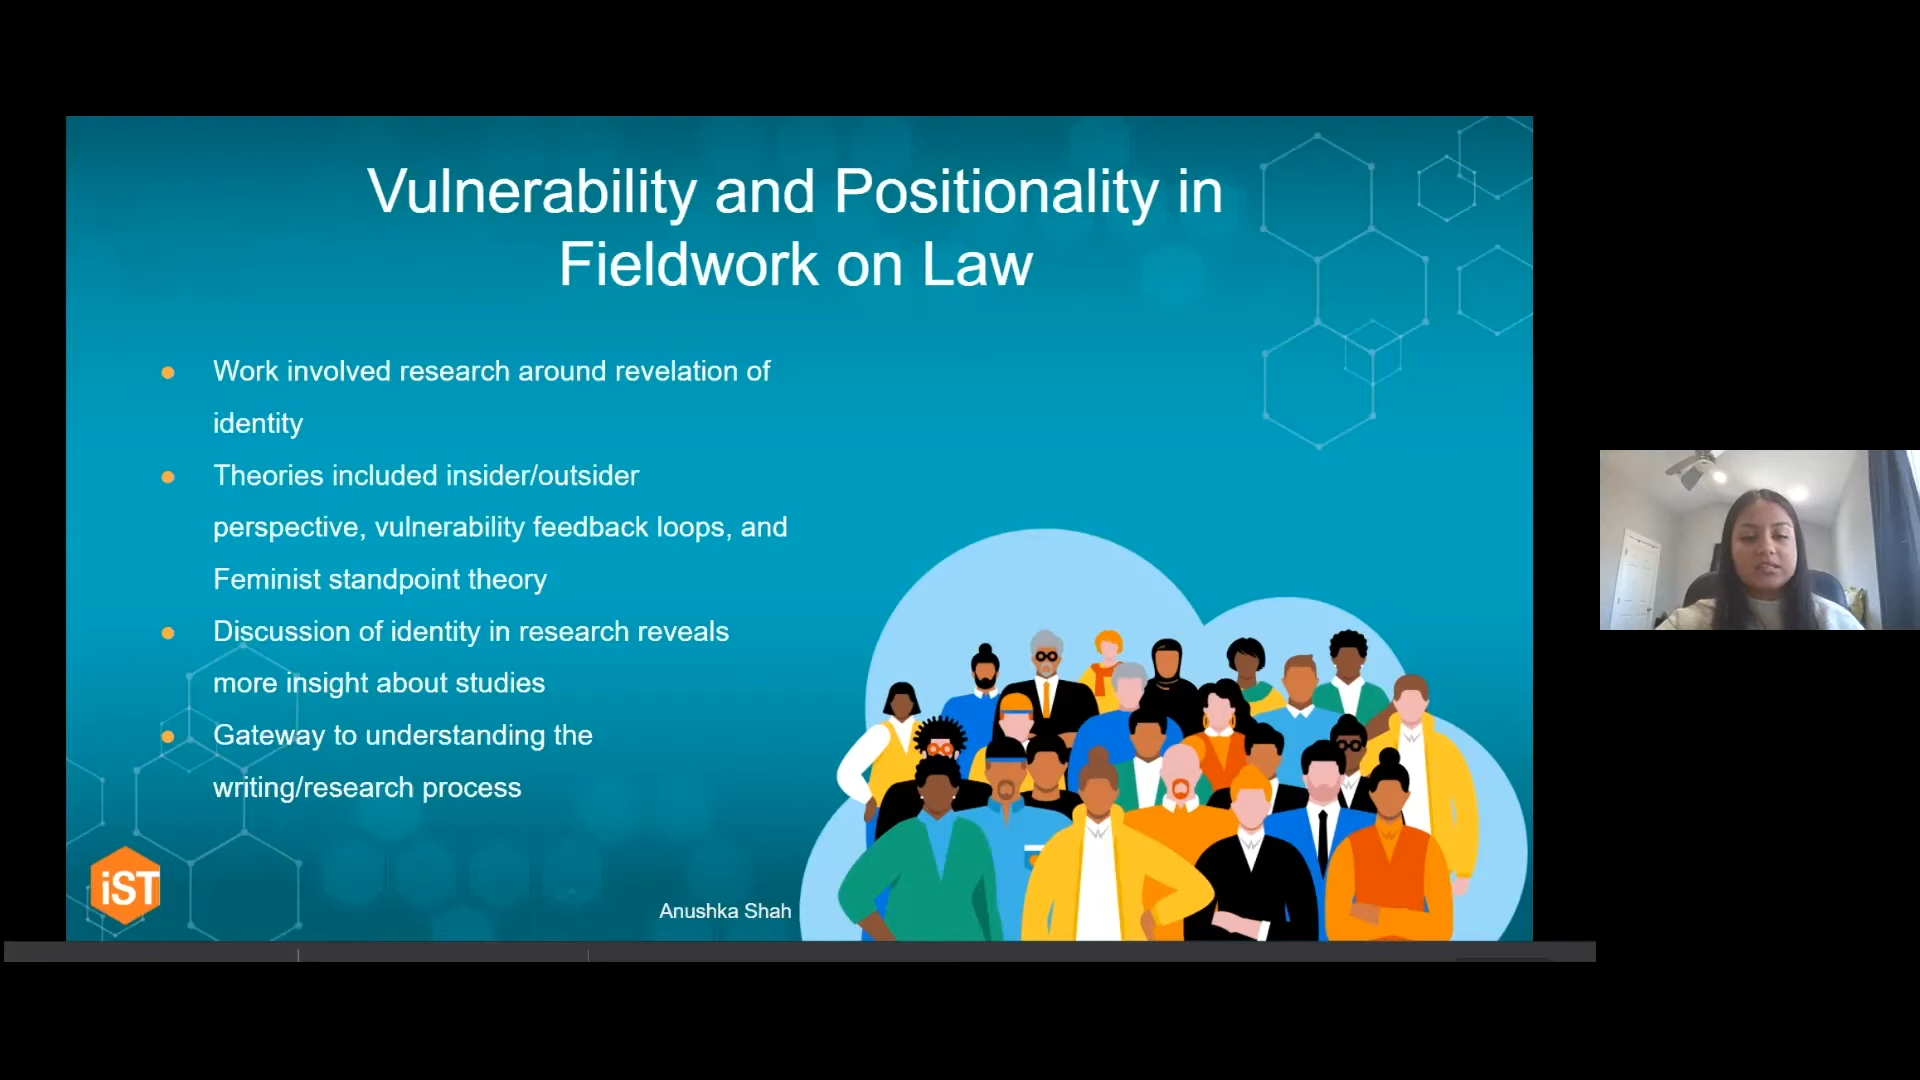 Vulnerability and Positionality in
Fieldwork on Law
Work involved research around revelation of
identity
Theories included insider/outsider
perspective, vulnerability feedback loops, and
Feminist standpoint theory
Discussion of identity in research reveals
more insight about studies
Gateway to understanding the
writing/research process
iST
Anushka Shah